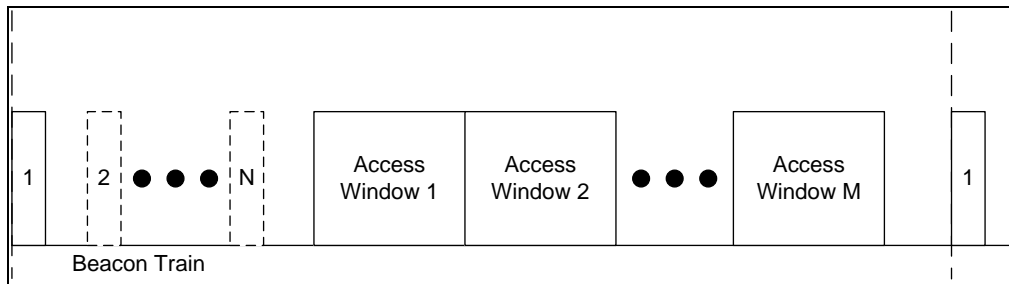 1
2
N
Access
Window 1
Access
Window 2
Access
Window M
1
Beacon Train